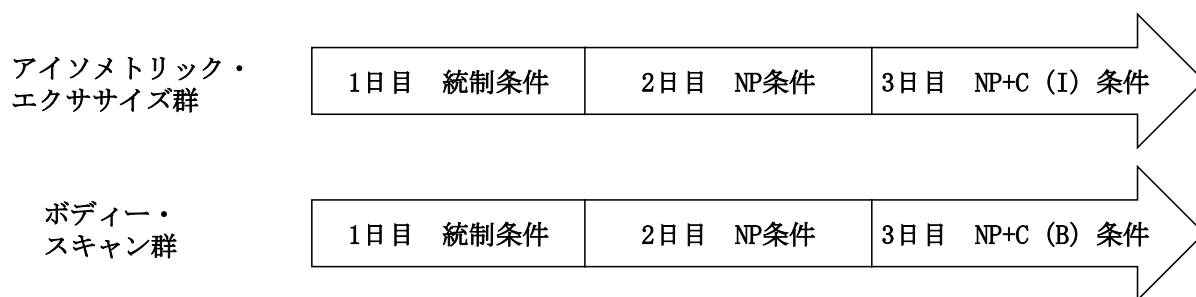 アイソメトリック・
エクササイズ群
1日目　統制条件
2日目　NP条件
3日目　NP+C (I) 条件
ボディー・
スキャン群
1日目　統制条件
2日目　NP条件
3日目　NP+C (B) 条件